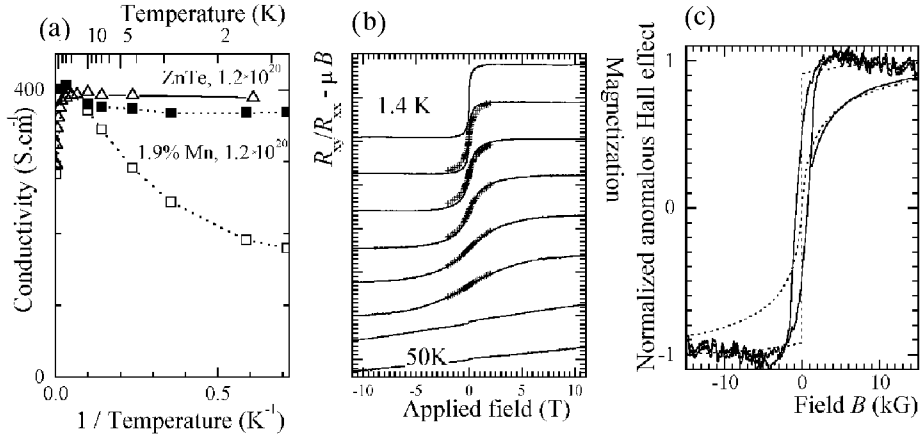 (a)
Temperature (K)
10 5 2
400
ZnTe, 1.2·10²⁰
1.9% Mn, 1.2·10²⁰
0
0.0 0.5
Conductivity (S.cm⁻¹)
1 / Temperature (K⁻¹)
(b)
R_xy/R_xx - μB
1.4 K
50K
-10 -5 0 5 10
Applied field (T)
(c)
Magnetization
Normalized anomalous Hall effect
1
0
-1
-10 0 10
Field B (kG)